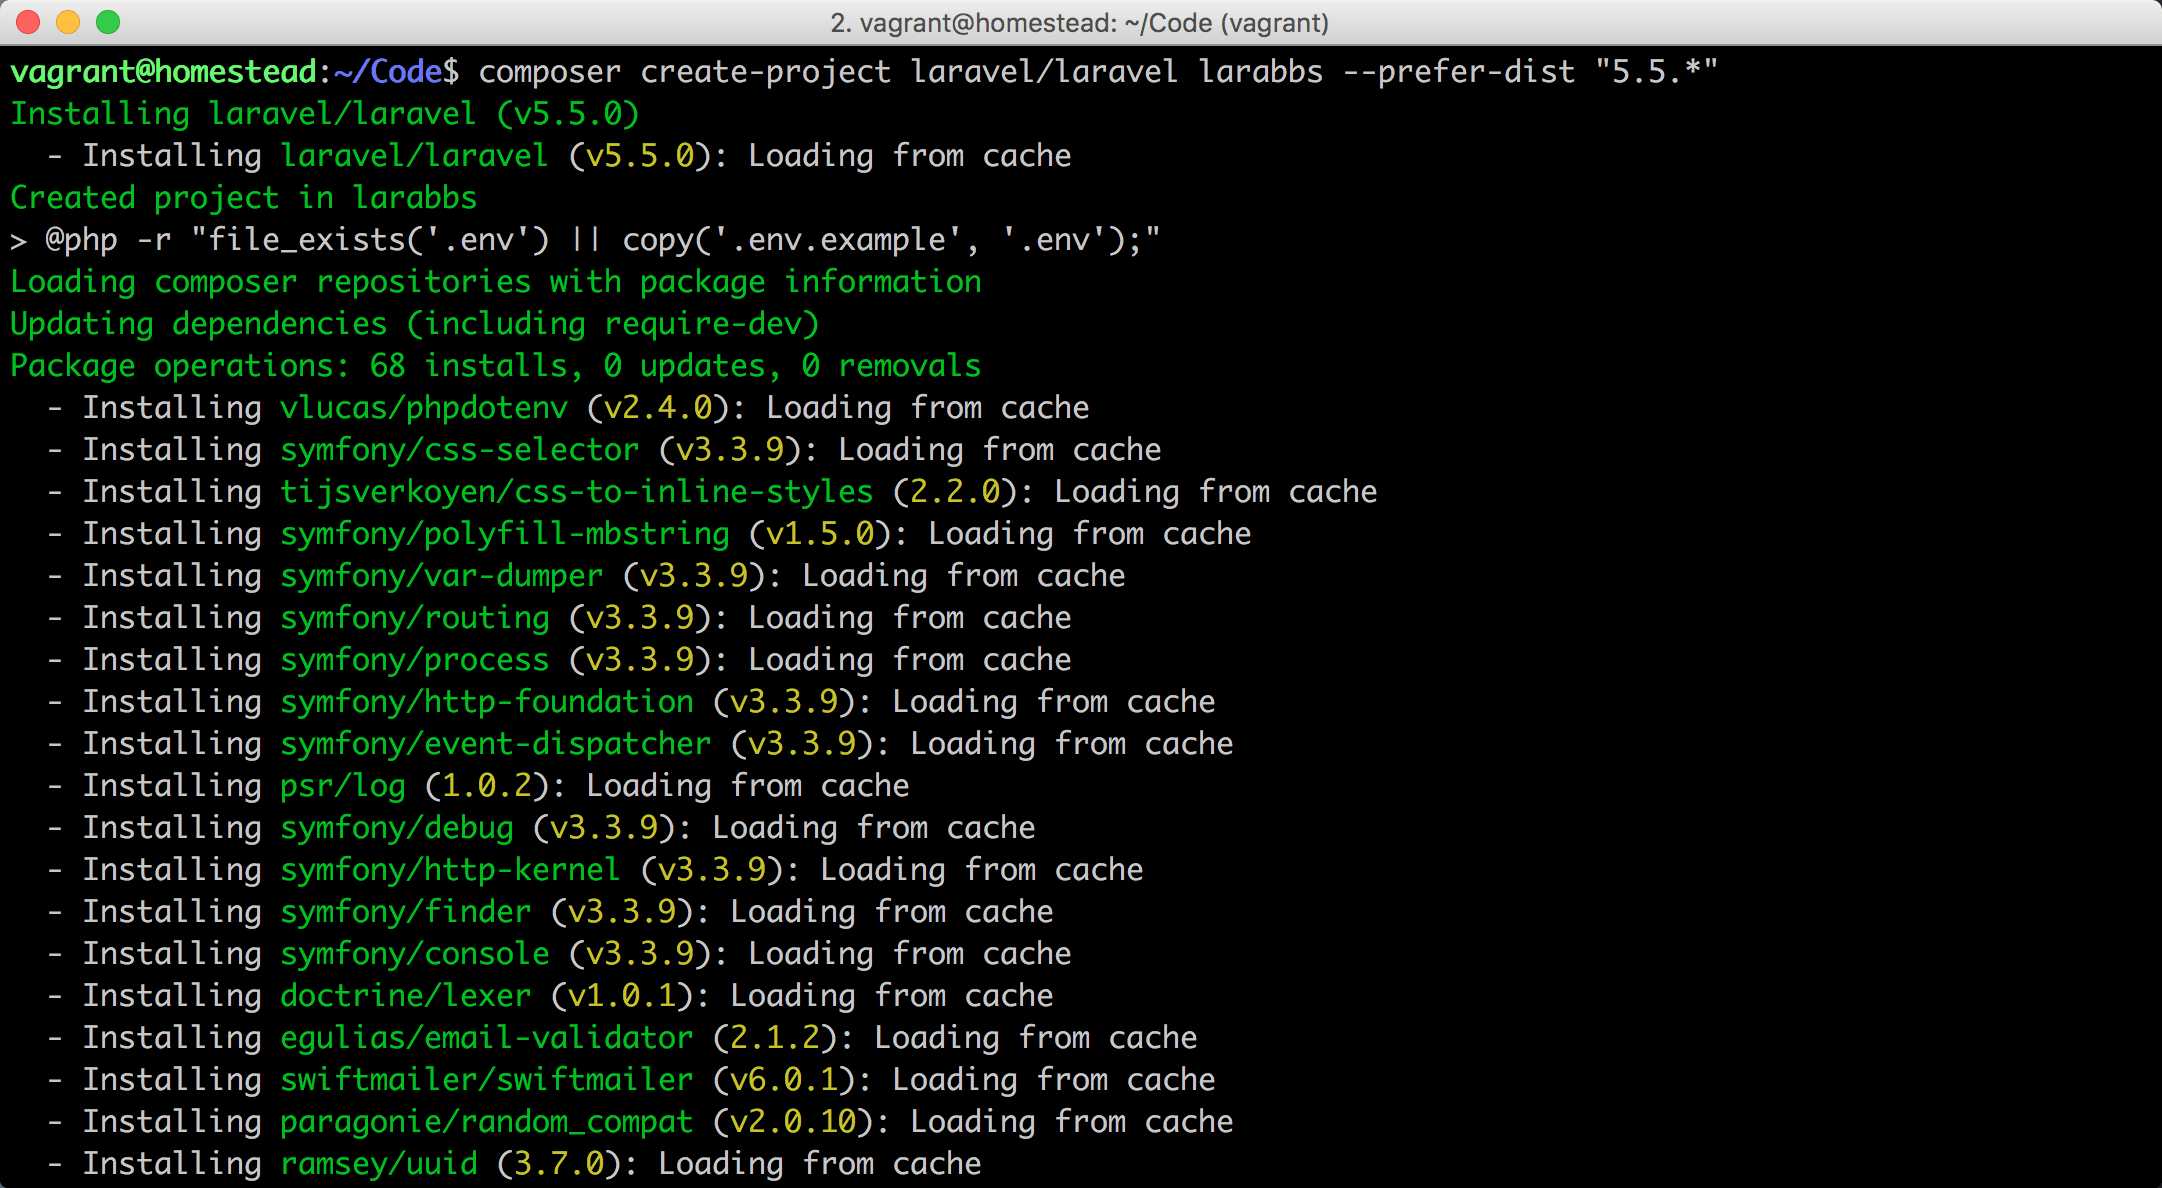 2. vagrant@homestead: ~/Code (vagrant)
vagrant@homestead:~/Code$ composer create-project laravel/laravel larabbs --prefer-dist "5.5.*"
Installing laravel/laravel (v5.5.0)
  - Installing laravel/laravel (v5.5.0): Loading from cache
Created project in larabbs
> @php -r "file_exists('.env') || copy('.env.example', '.env');"
Loading composer repositories with package information
Updating dependencies (including require-dev)
Package operations: 68 installs, 0 updates, 0 removals
  - Installing vlucas/phpdotenv (v2.4.0): Loading from cache
  - Installing symfony/css-selector (v3.3.9): Loading from cache
  - Installing tijsverkoyen/css-to-inline-styles (2.2.0): Loading from cache
  - Installing symfony/polyfill-mbstring (v1.5.0): Loading from cache
  - Installing symfony/var-dumper (v3.3.9): Loading from cache
  - Installing symfony/routing (v3.3.9): Loading from cache
  - Installing symfony/process (v3.3.9): Loading from cache
  - Installing symfony/http-foundation (v3.3.9): Loading from cache
  - Installing symfony/event-dispatcher (v3.3.9): Loading from cache
  - Installing psr/log (1.0.2): Loading from cache
  - Installing symfony/debug (v3.3.9): Loading from cache
  - Installing symfony/http-kernel (v3.3.9): Loading from cache
  - Installing symfony/finder (v3.3.9): Loading from cache
  - Installing symfony/console (v3.3.9): Loading from cache
  - Installing doctrine/lexer (v1.0.1): Loading from cache
  - Installing egulias/email-validator (2.1.2): Loading from cache
  - Installing swiftmailer/swiftmailer (v6.0.1): Loading from cache
  - Installing paragonie/random_compat (v2.0.10): Loading from cache
  - Installing ramsey/uuid (3.7.0): Loading from cache